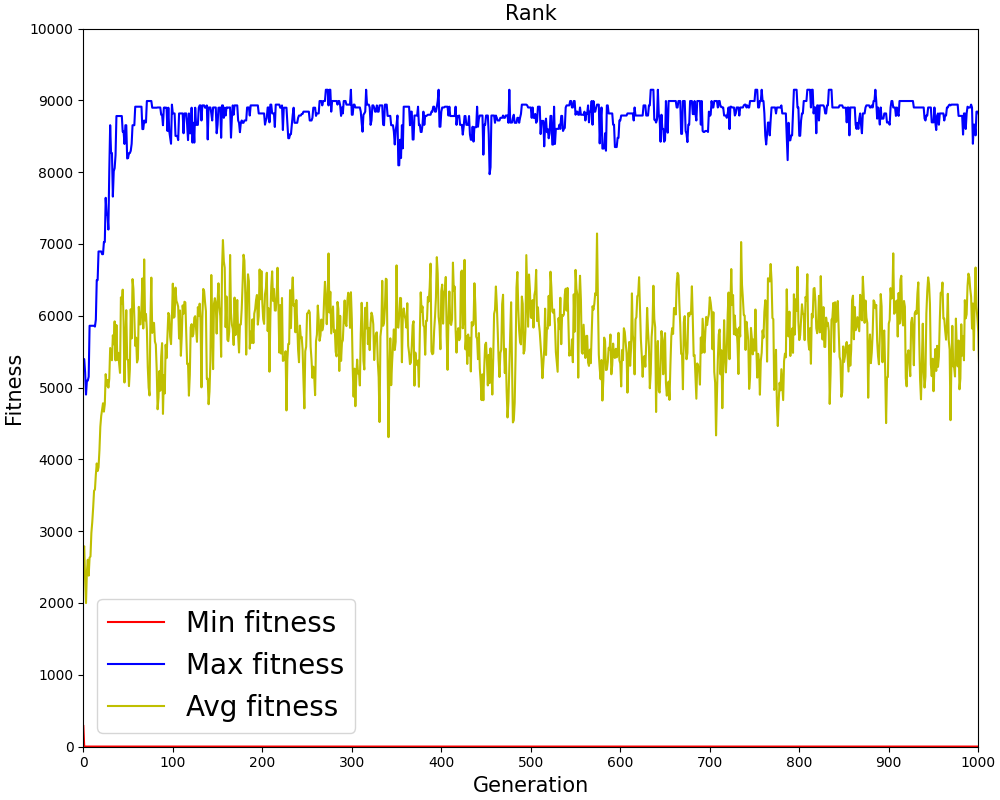 Rank
10000
9000
8000
7000
6000
5000
4000
3000
2000
1000
0
Fitness
Min fitness
Max fitness
Avg fitness
0 100 200 300 400 500 600 700 800 900 1000
Generation